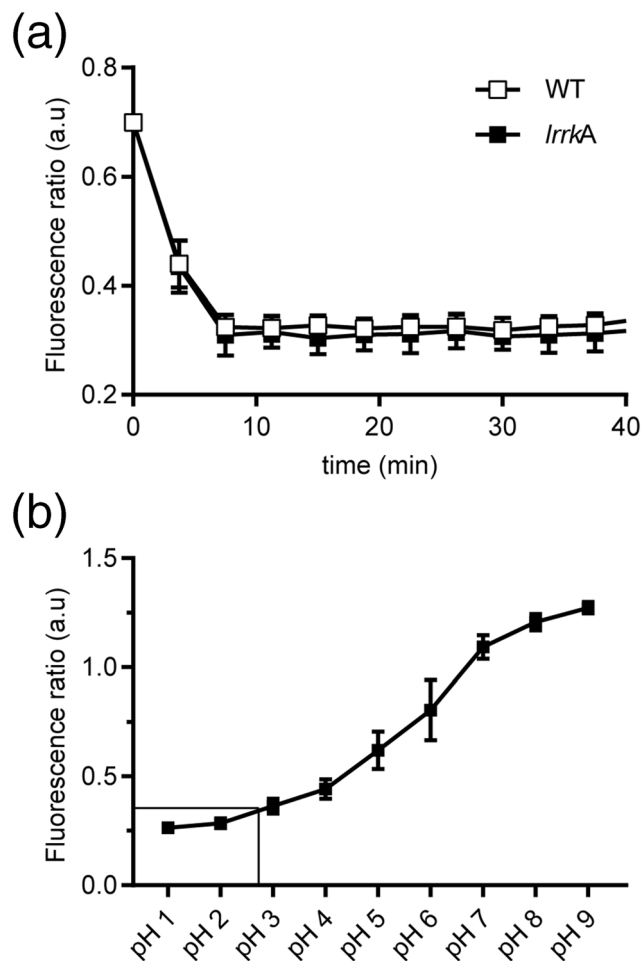 (a)
Fluorescence ratio (a.u)
0.8
0.6
0.4
0.2
WT
lrrkA
0 10 20 30 40
time (min)
(b)
Fluorescence ratio (a.u)
1.5
1.0
0.5
0.0
pH 1 pH 2 pH 3 pH 4 pH 5 pH 6 pH 7 pH 8 pH 9